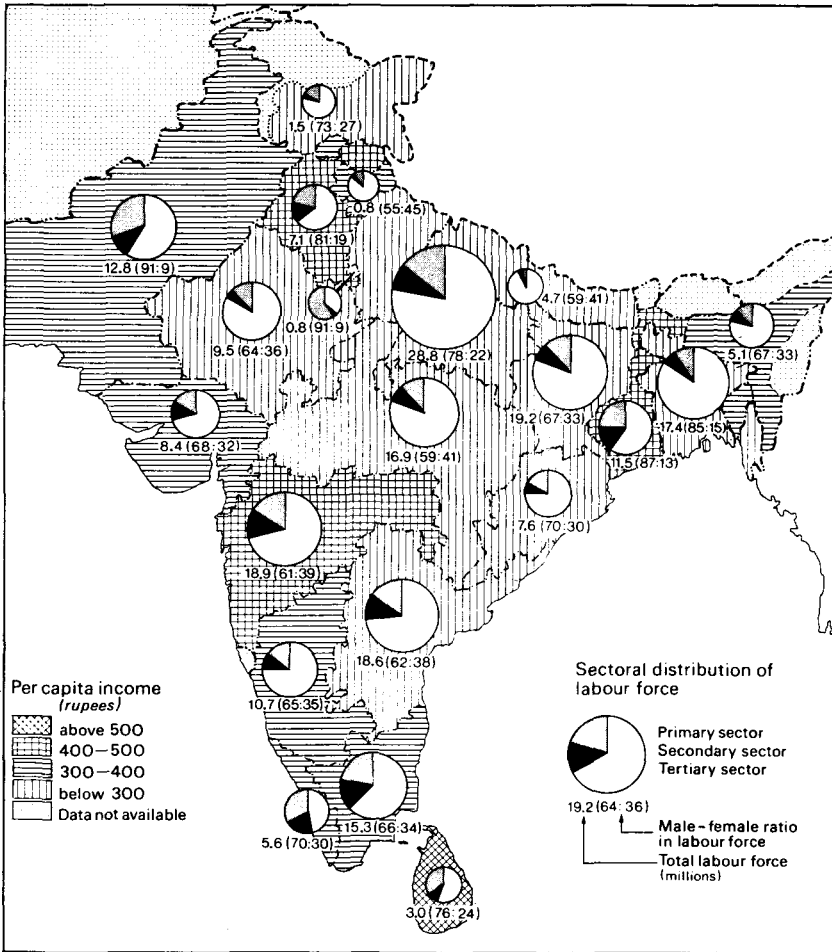 1.5 (73:27)
0.8 (55:45)
7.1 (81:19)
12.8 (91:9)
4.7 (59:41)
0.8 (91:9)
9.5 (64:36)
28.8 (78:22)
5.1 (67:33)
19.2 (67:33)
17.4 (85:15)
8.4 (68:32)
16.9 (59:41)
11.5 (87:13)
7.6 (70:30)
18.9 (61:39)
18.6 (62:38)
10.7 (65:35)
15.3 (66:34)
5.6 (70:30)
3.0 (76:24)
Per capita income
(rupees)
above 500
400–500
300–400
below 300
Data not available
Sectoral distribution of
labour force
Primary sector
Secondary sector
Tertiary sector
19.2 (64:36)
Male–female ratio
in labour force
Total labour force
(millions)